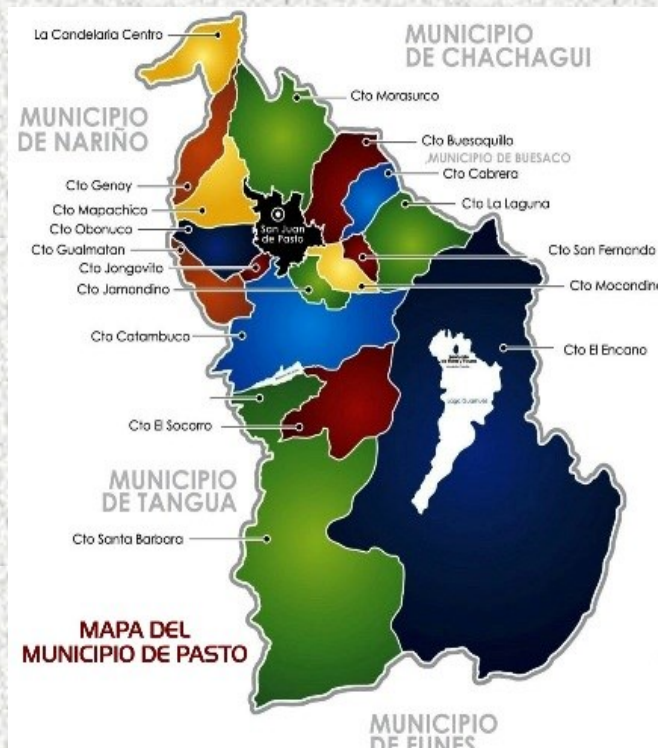 La Candelaria Centro
MUNICIPIO
DE CHACHAGUI
Cto Morasurco
MUNICIPIO
DE NARIÑO
Cto Buesaquillo
MUNICIPIO DE BUESACO
Cto Cabrera
Cto Genoy
Cto La Laguna
Cto Mapachico
Cto Obonuco
San Juan
de Pasto
Cto Gualmatan
Cto San Fernando
Cto Jongovito
Cto Jamondino
Cto Mocondino
Cto Catambuco
Cto El Encano
Cto El Socorro
MUNICIPIO
DE TANGUA
Cto Santa Barbara
MAPA DEL
MUNICIPIO DE PASTO
MUNICIPIO
DE FUNES